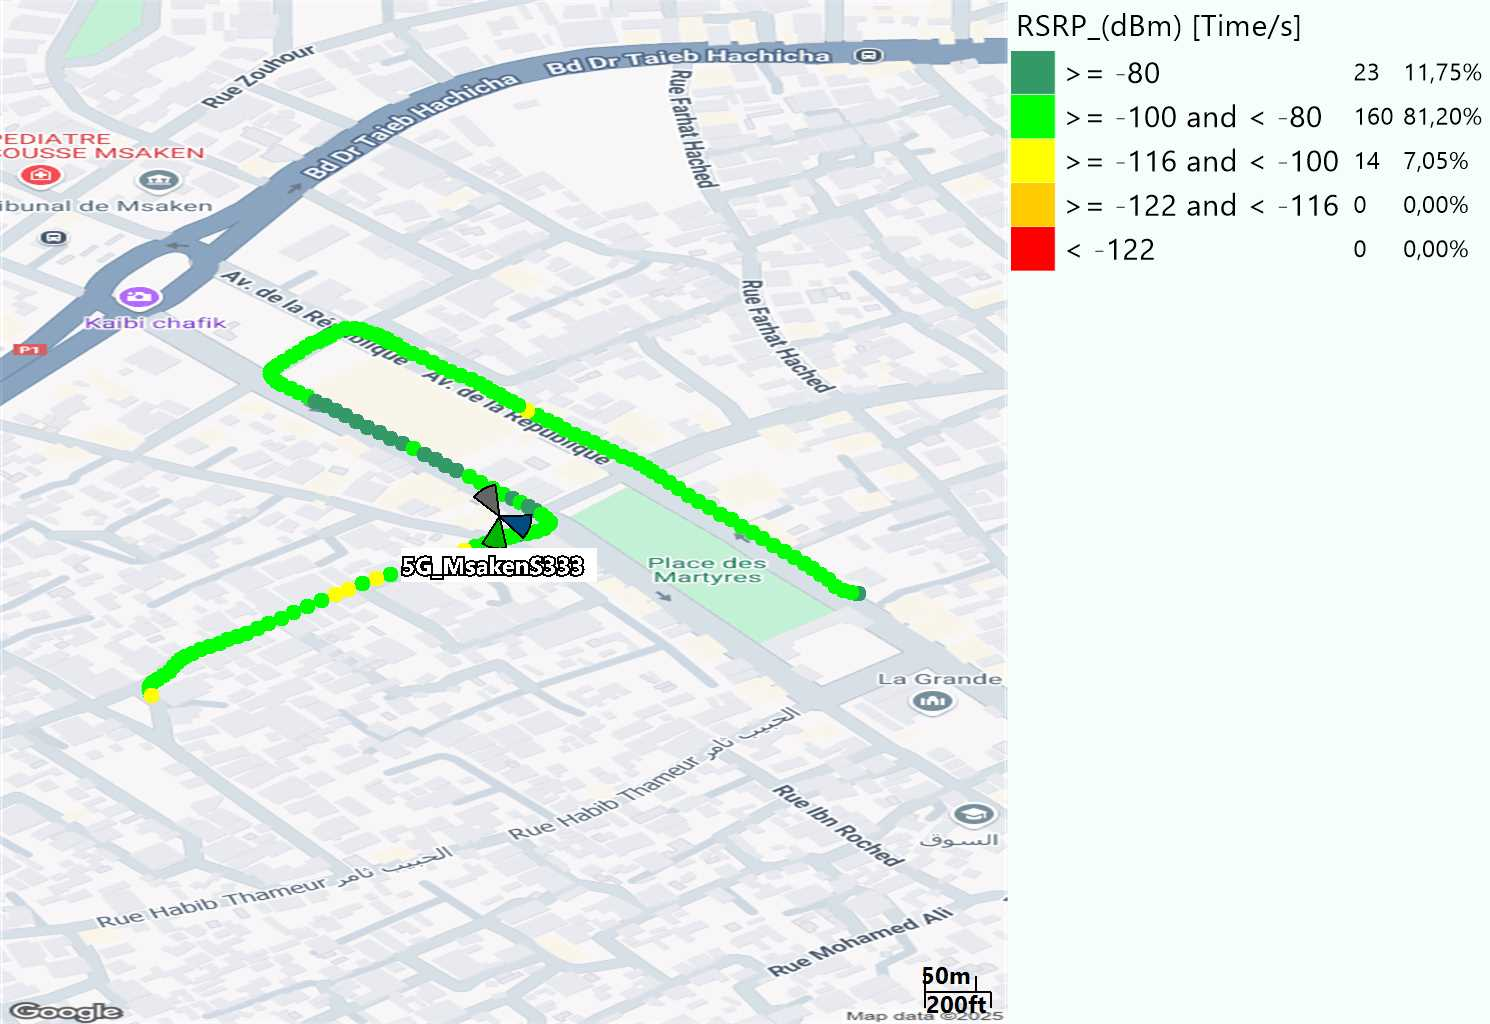 RSRP_(dBm) [Time/s]
>= -80 23 11,75%
>= -100 and < -80 160 81,20%
>= -116 and < -100 14 7,05%
>= -122 and < -116 0 0,00%
< -122 0 0,00%
Rue Zouhour
Bd Dr Taieb Hachicha
Bd Dr Taieb Hachicha
Rue Farhat Hached
PEDIATRE
OUSSE MSAKEN
ibunal de Msaken
Av. de la République
Kaibi chafik
P1
Rue Farhat Hached
Av. de la République
5G_MsakenS333
Place des
Martyres
La Grande
Rue Habib Thameur الحبيب ثامر
Rue Ibn Roched
السوق
Rue Habib Thameur الحبيب ثامر
Rue Mohamed Ali
50m
200ft
Google
Map data ©2025